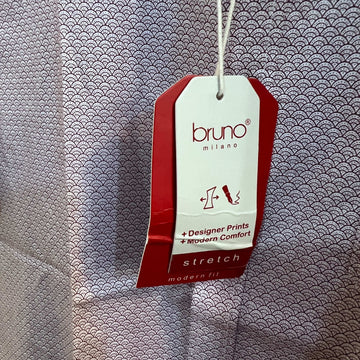 bruno®
milano
+Designer Prints
+Modern Comfort
stretch
modern fit